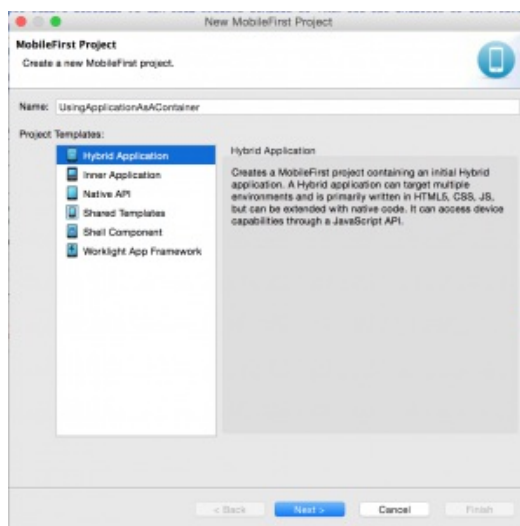 New MobileFirst Project
MobileFirst Project
Create a new MobileFirst project.
Name: UsingApplicationAsAContainer
Project Templates:
Hybrid Application
Inner Application
Native API
Shared Templates
Shell Component
Worklight App Framework
Hybrid Application
Creates a MobileFirst project containing an initial Hybrid
application. A Hybrid application can target multiple
environments and is primarily written in HTML5, CSS, JS,
but can be extended with native code. It can access device
capabilities through a JavaScript API.
< Back Next > Cancel Finish